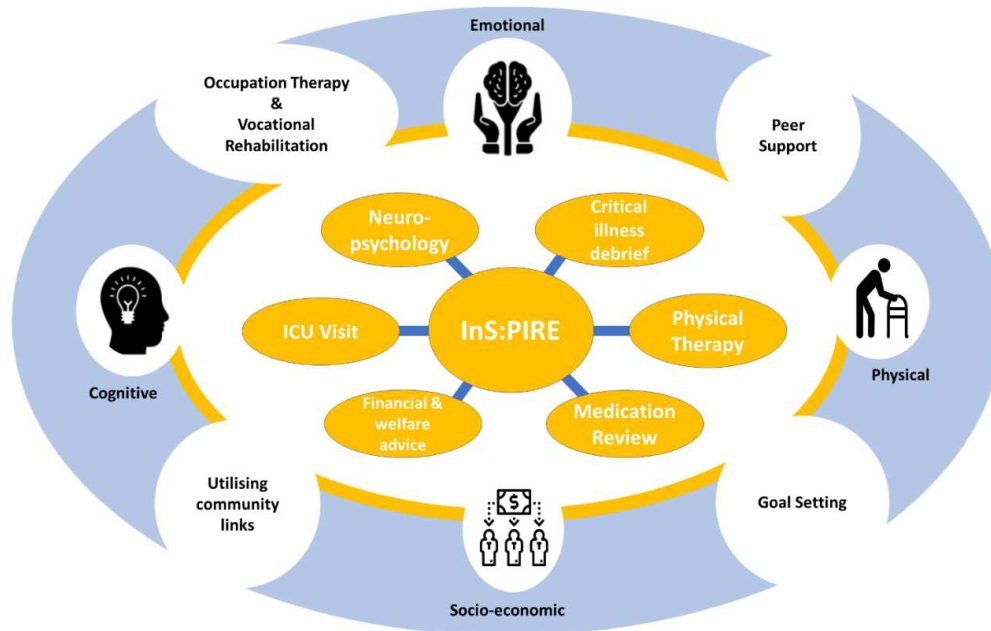 Emotional
Occupation Therapy
&
Vocational
Rehabilitation
Peer
Support
Neuro-
psychology
Critical
illness
debrief
ICU Visit
InS:PIRE
Physical
Therapy
Cognitive
Physical
Financial &
welfare
advice
Medication
Review
Utilising
community
links
$
Goal Setting
Socio-economic